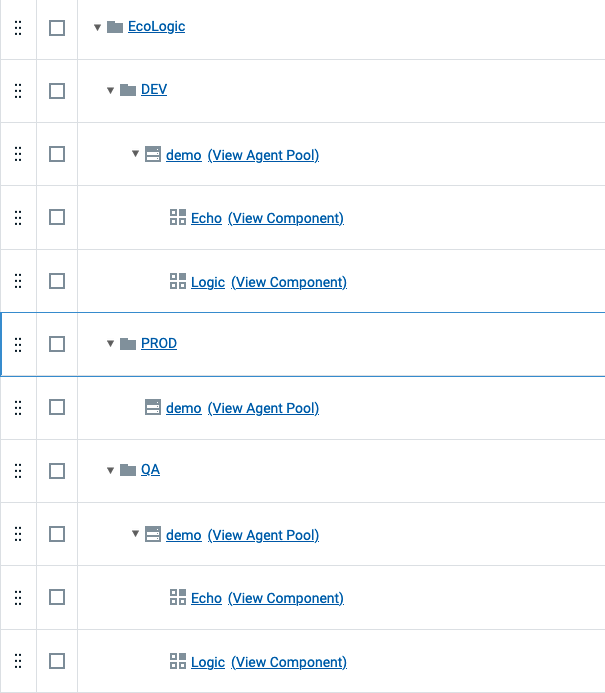 EcoLogic
DEV
demo (View Agent Pool)
Echo (View Component)
Logic (View Component)
PROD
demo (View Agent Pool)
QA
demo (View Agent Pool)
Echo (View Component)
Logic (View Component)